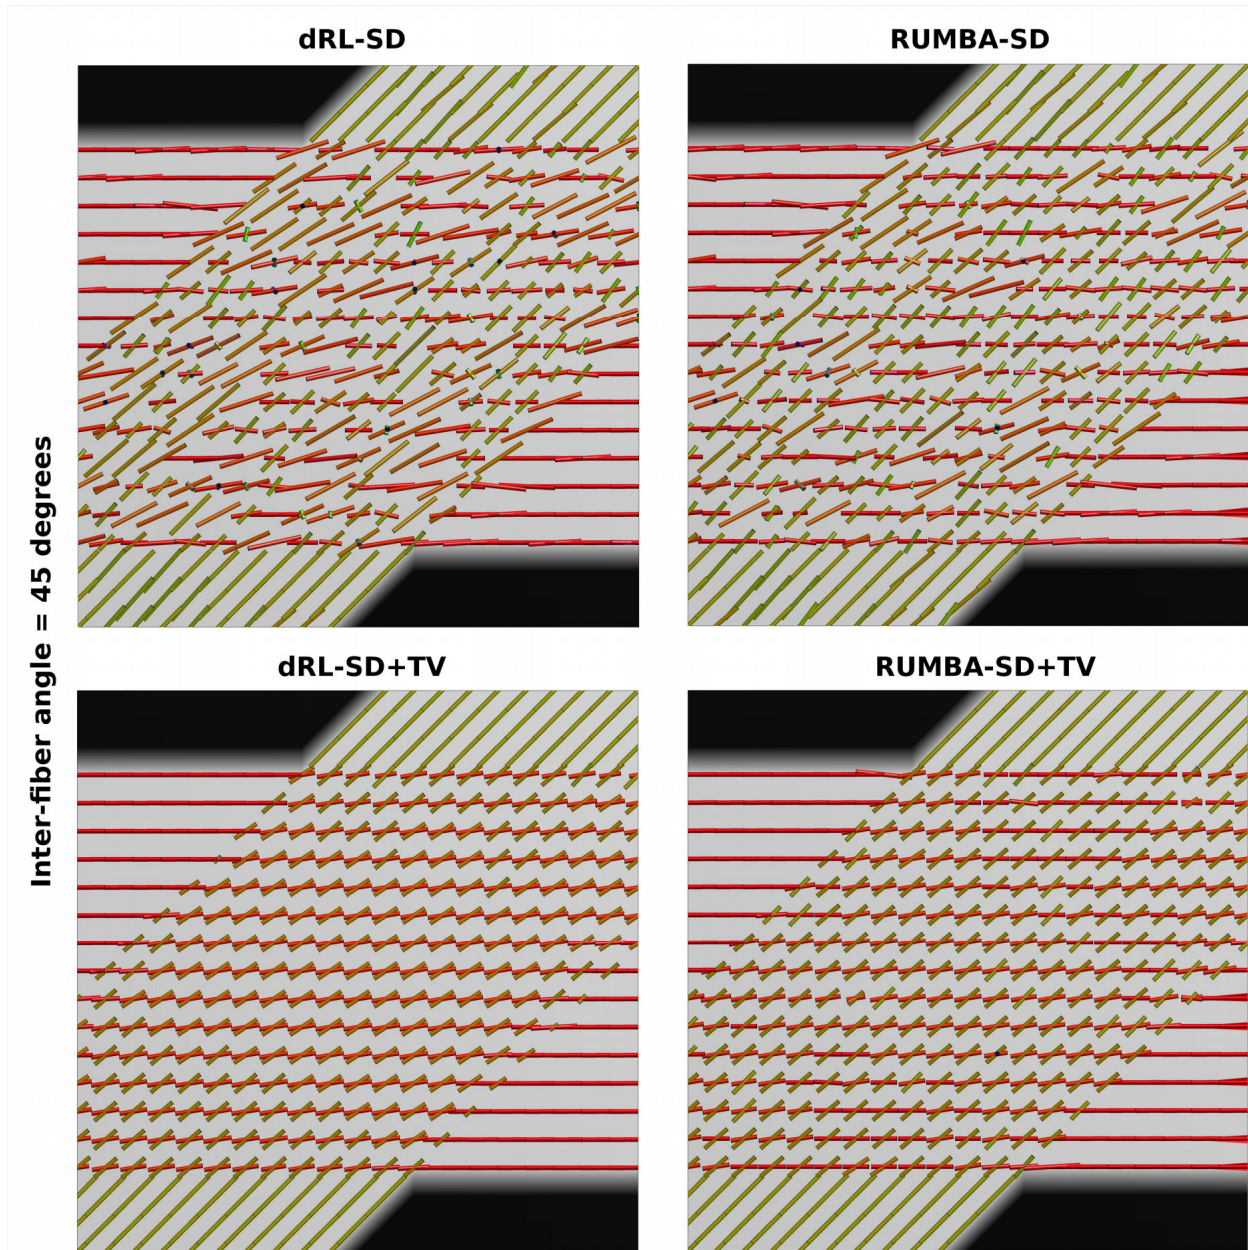 dRL-SD
RUMBA-SD
Inter-fiber angle = 45 degrees
dRL-SD+TV
RUMBA-SD+TV